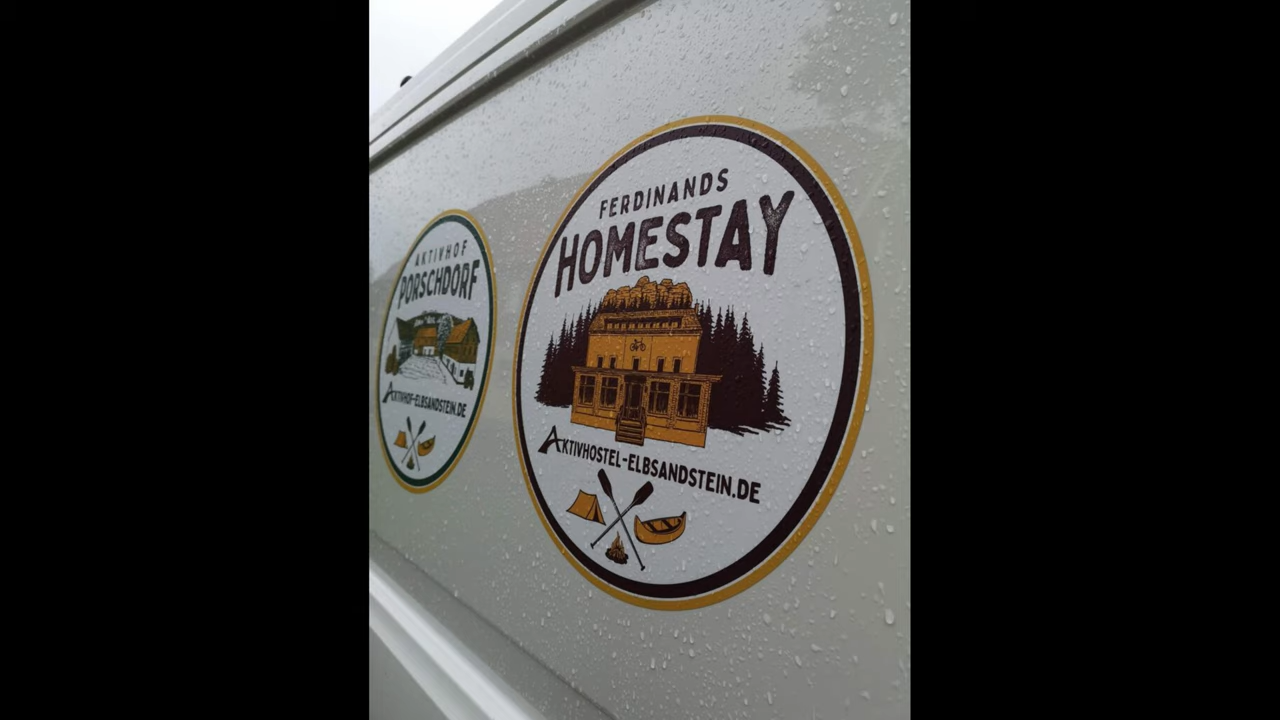 AKTIVHOF
PORSCHDORF
AKTIVHOF-ELBSANDSTEIN.DE
FERDINANDS
HOMESTAY
AKTIVHOSTEL-ELBSANDSTEIN.DE